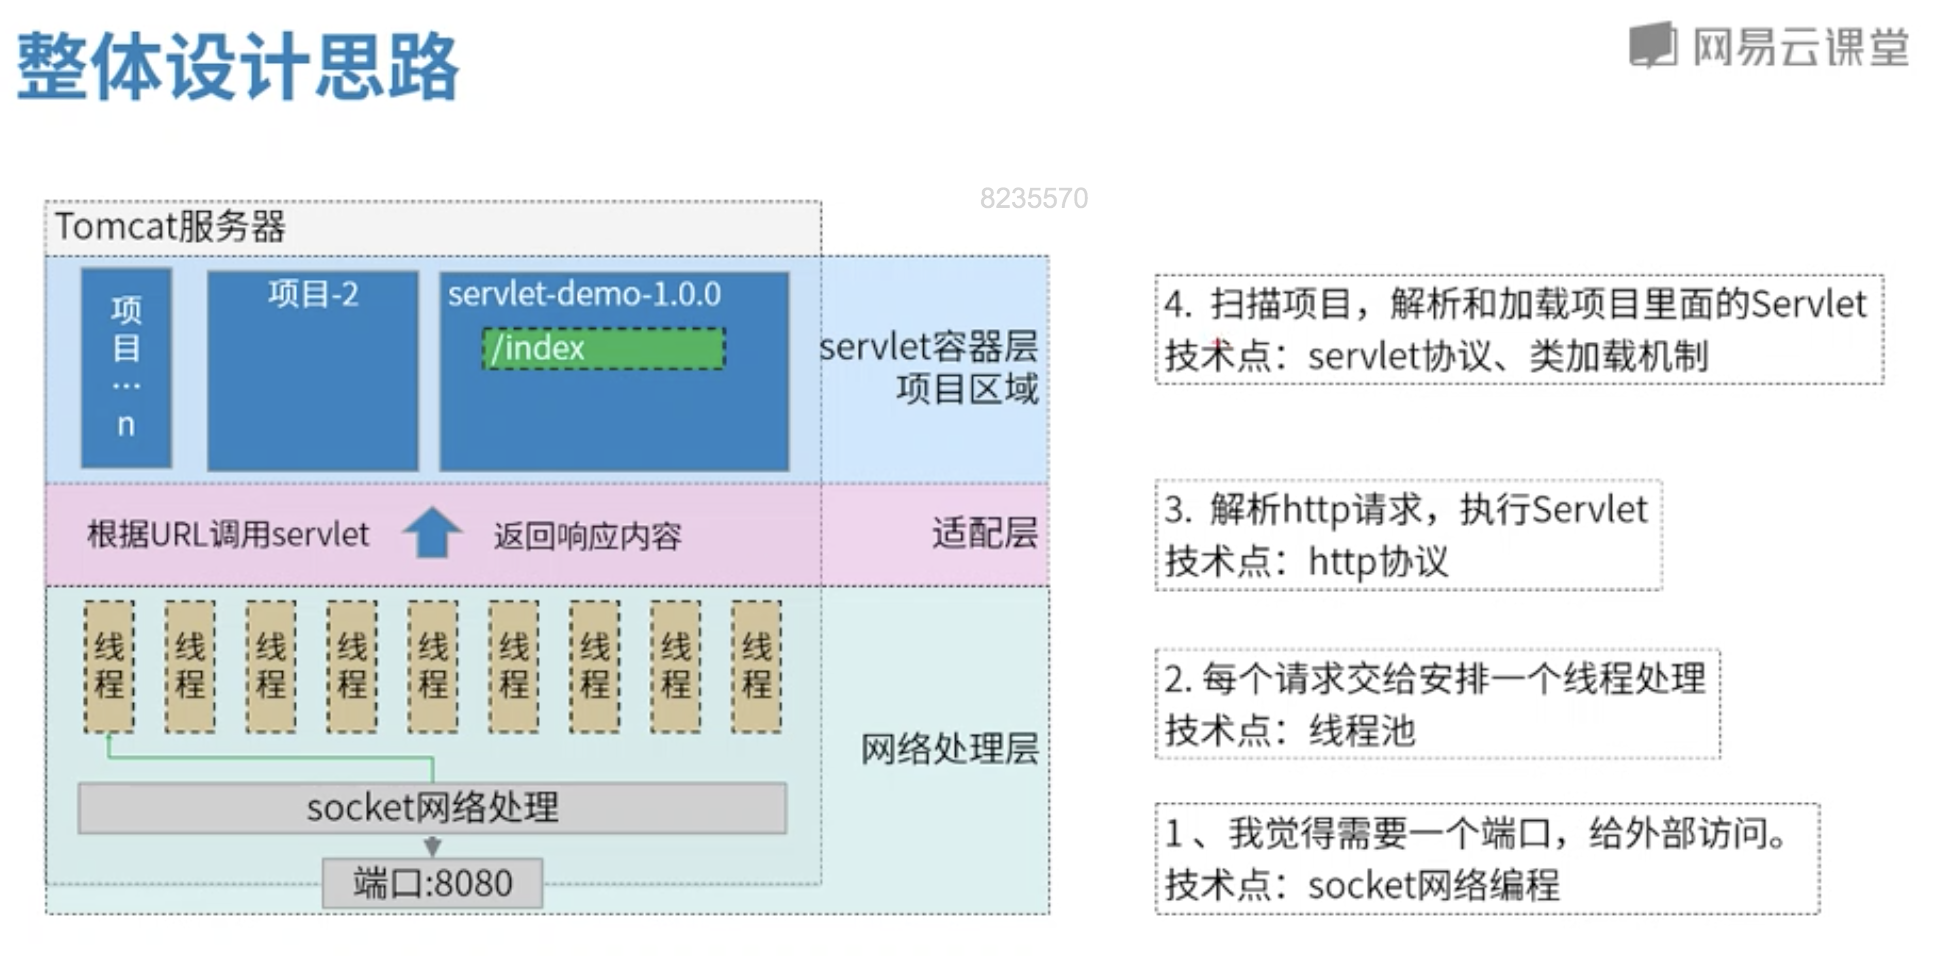 整体设计思路
网易云课堂
8235570
Tomcat服务器
项目…n
项目-2
servlet-demo-1.0.0
/index
servlet容器层
项目区域
根据URL调用servlet
返回响应内容
适配层
线程
线程
线程
线程
线程
线程
线程
线程
线程
网络处理层
socket网络处理
端口:8080
4. 扫描项目，解析和加载项目里面的Servlet
技术点：servlet协议、类加载机制
3. 解析http请求，执行Servlet
技术点：http协议
2. 每个请求交给安排一个线程处理
技术点：线程池
1、我觉得需要一个端口，给外部访问。
技术点：socket网络编程